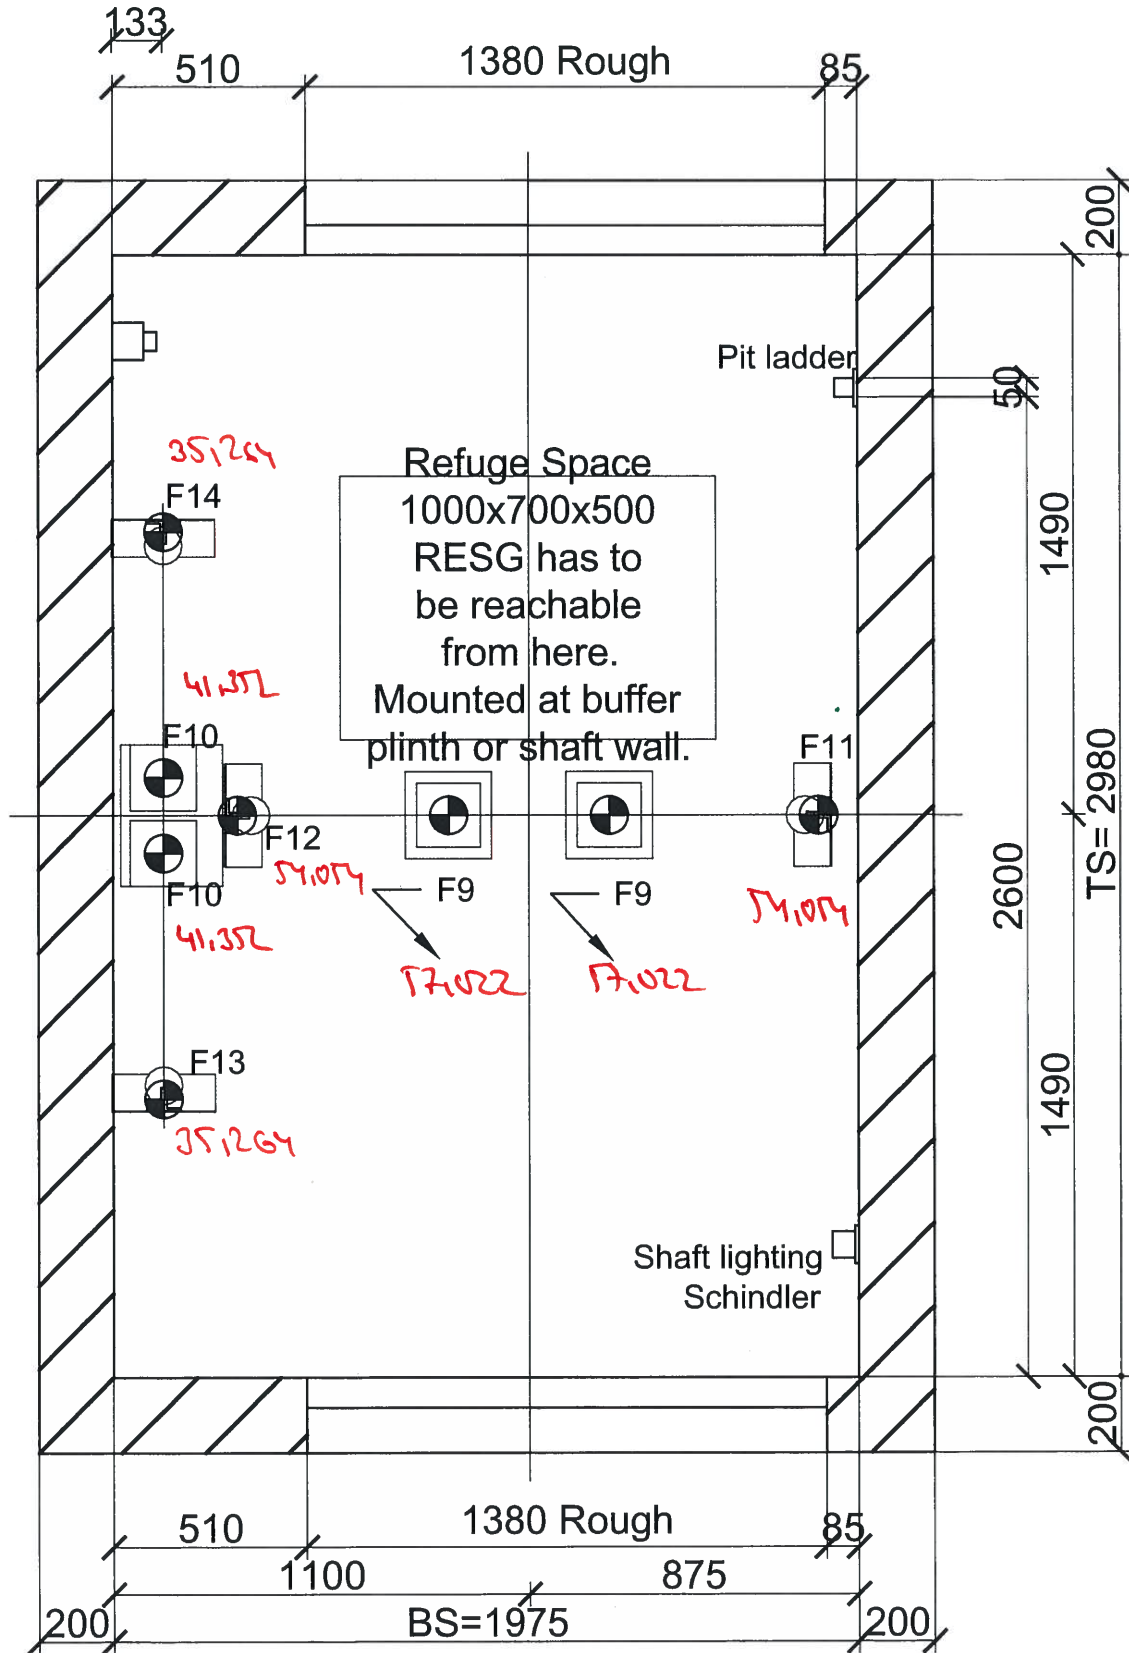 133
510
1380 Rough
85
200
Pit ladder
50
35,264
F14
Refuge Space
1000x700x500
RESG has to
be reachable
from here.
Mounted at buffer
plinth or shaft wall.
1490
41,352
F10
F11
F12
54,054
F9
F9
54,054
F10
41,352
57,022
57,022
2600
TS= 2980
F13
35,264
1490
Shaft lighting
Schindler
200
510
1380 Rough
85
1100
875
200
BS=1975
200